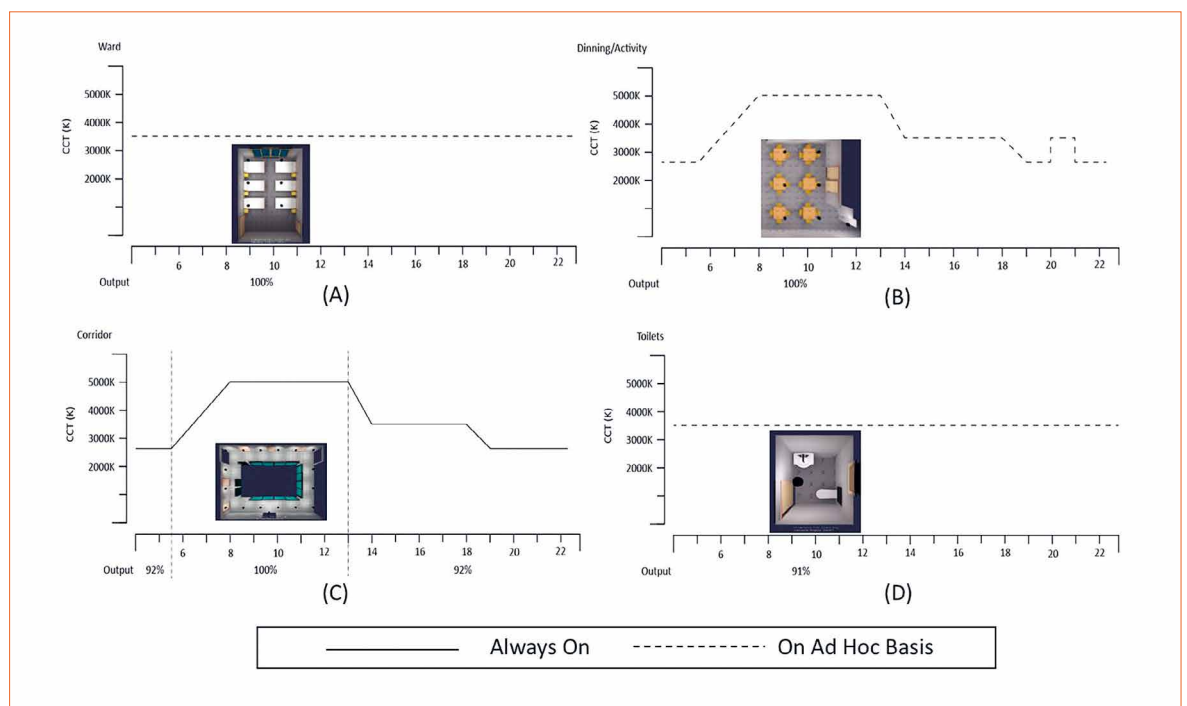 Ward
CCT (K)
5000K
4000K
3000K
2000K
6 8 10 12 14 16 18 20 22
Output 100%
(A)
Dinning/Activity
CCT (K)
5000K
4000K
3000K
2000K
6 8 10 12 14 16 18 20 22
Output 100%
(B)
Corridor
CCT (K)
5000K
4000K
3000K
2000K
6 8 10 12 14 16 18 20 22
Output 92% 100% 92%
(C)
Toilets
CCT (K)
5000K
4000K
3000K
2000K
6 8 10 12 14 16 18 20 22
Output 91%
(D)
Always On On Ad Hoc Basis